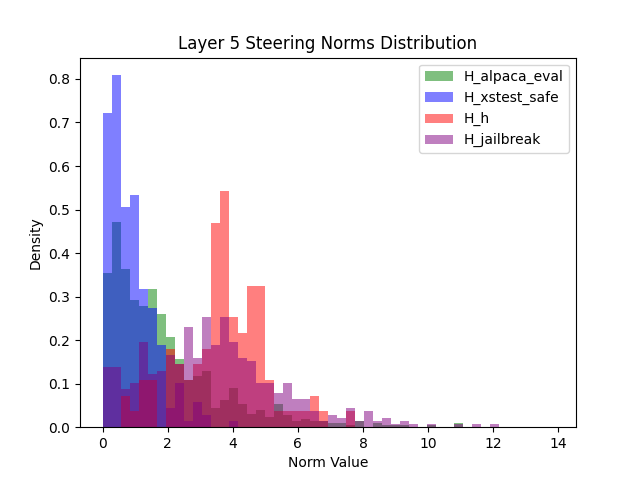 Layer 5 Steering Norms Distribution
H_alpaca_eval
H_xstest_safe
H_h
H_jailbreak
Density
0.8
0.7
0.6
0.5
0.4
0.3
0.2
0.1
0.0
0 2 4 6 8 10 12 14
Norm Value